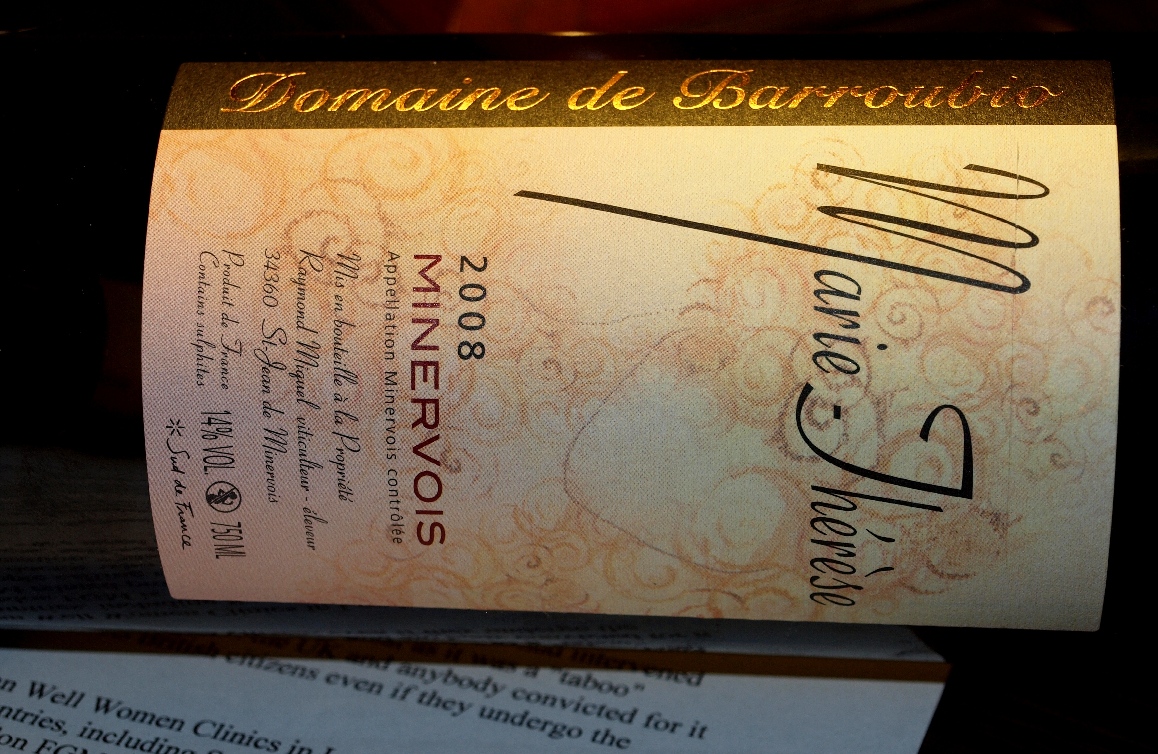 Domaine de Barroubio
Marie-Thérèse
2008
MINERVOIS
Appellation Minervois contrôlée
Mis en bouteille à la Propriété
Raymond Miquel viticulteur - éleveur
34360 St Jean de Minervois
Produit de France 14% VOL. 750 ML
Contains sulphites
Sud de France
intervened
UK and as it was a "taboo"
citizens even if anybody convicted for it
they undergo the
Well Women Clinics in
including
FGM